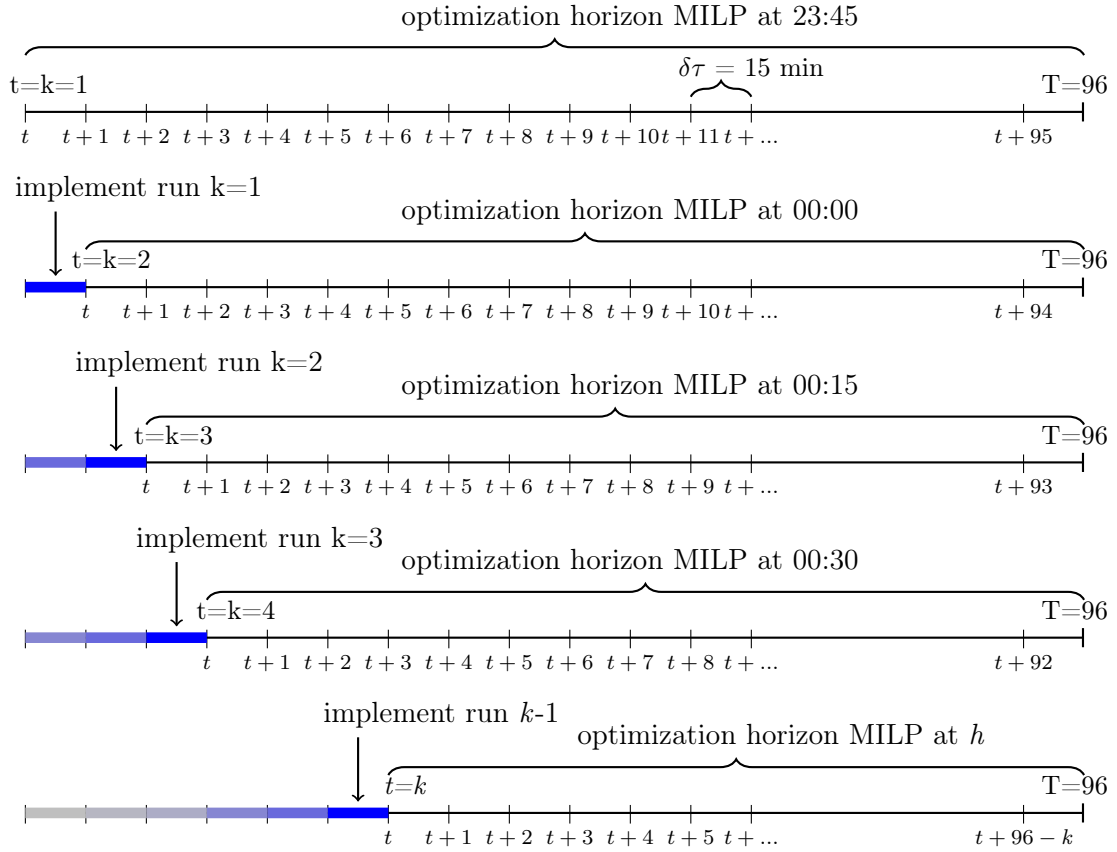 optimization horizon MILP at 23:45
δτ = 15 min
t=k=1 T=96
t t + 1 t + 2 t + 3 t + 4 t + 5 t + 6 t + 7 t + 8 t + 9 t + 10 t + 11 t + ... t + 95
implement run k=1
optimization horizon MILP at 00:00
t=k=2 T=96
t t + 1 t + 2 t + 3 t + 4 t + 5 t + 6 t + 7 t + 8 t + 9 t + 10 t + ... t + 94
implement run k=2
optimization horizon MILP at 00:15
t=k=3 T=96
t t + 1 t + 2 t + 3 t + 4 t + 5 t + 6 t + 7 t + 8 t + 9 t + ... t + 93
implement run k=3
optimization horizon MILP at 00:30
t=k=4 T=96
t t + 1 t + 2 t + 3 t + 4 t + 5 t + 6 t + 7 t + 8 t + ... t + 92
implement run k-1
optimization horizon MILP at h
t=k T=96
t t + 1 t + 2 t + 3 t + 4 t + 5 t + ... t + 96 − k